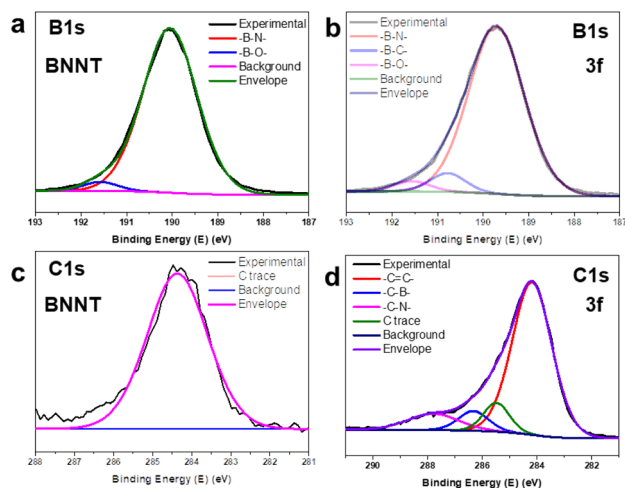 a
B1s
BNNT
Experimental
-B-N-
-B-O-
Background
Envelope
193 192 191 190 189 188 187
Binding Energy (E) (eV)
b
B1s
3f
Experimental
-B-N-
-B-C-
-B-O-
Background
Envelope
193 192 191 190 189 188 187
Binding Energy (E) (eV)
c
C1s
BNNT
Experimental
C trace
Background
Envelope
288 287 286 285 284 283 282 281
Binding Energy (E) (eV)
d
C1s
3f
Experimental
-C=C-
-C-B-
-C-N-
C trace
Background
Envelope
290 288 286 284 282
Binding Energy (E) (eV)